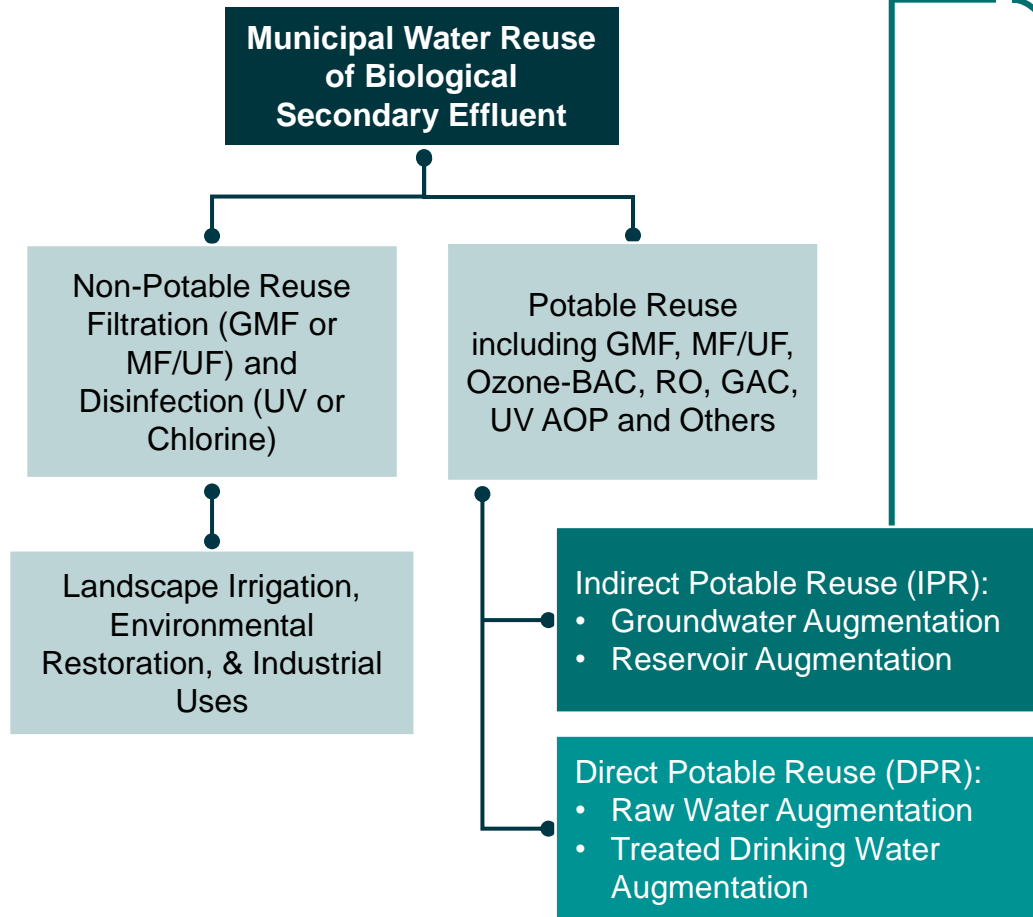 Municipal Water Reuse
of Biological
Secondary Effluent
Non-Potable Reuse
Filtration (GMF or
MF/UF) and
Disinfection (UV or
Chlorine)
Potable Reuse
including GMF, MF/UF,
Ozone-BAC, RO, GAC,
UV AOP and Others
Landscape Irrigation,
Environmental
Restoration, & Industrial
Uses
Indirect Potable Reuse (IPR):
• Groundwater Augmentation
• Reservoir Augmentation
Direct Potable Reuse (DPR):
• Raw Water Augmentation
• Treated Drinking Water
Augmentation